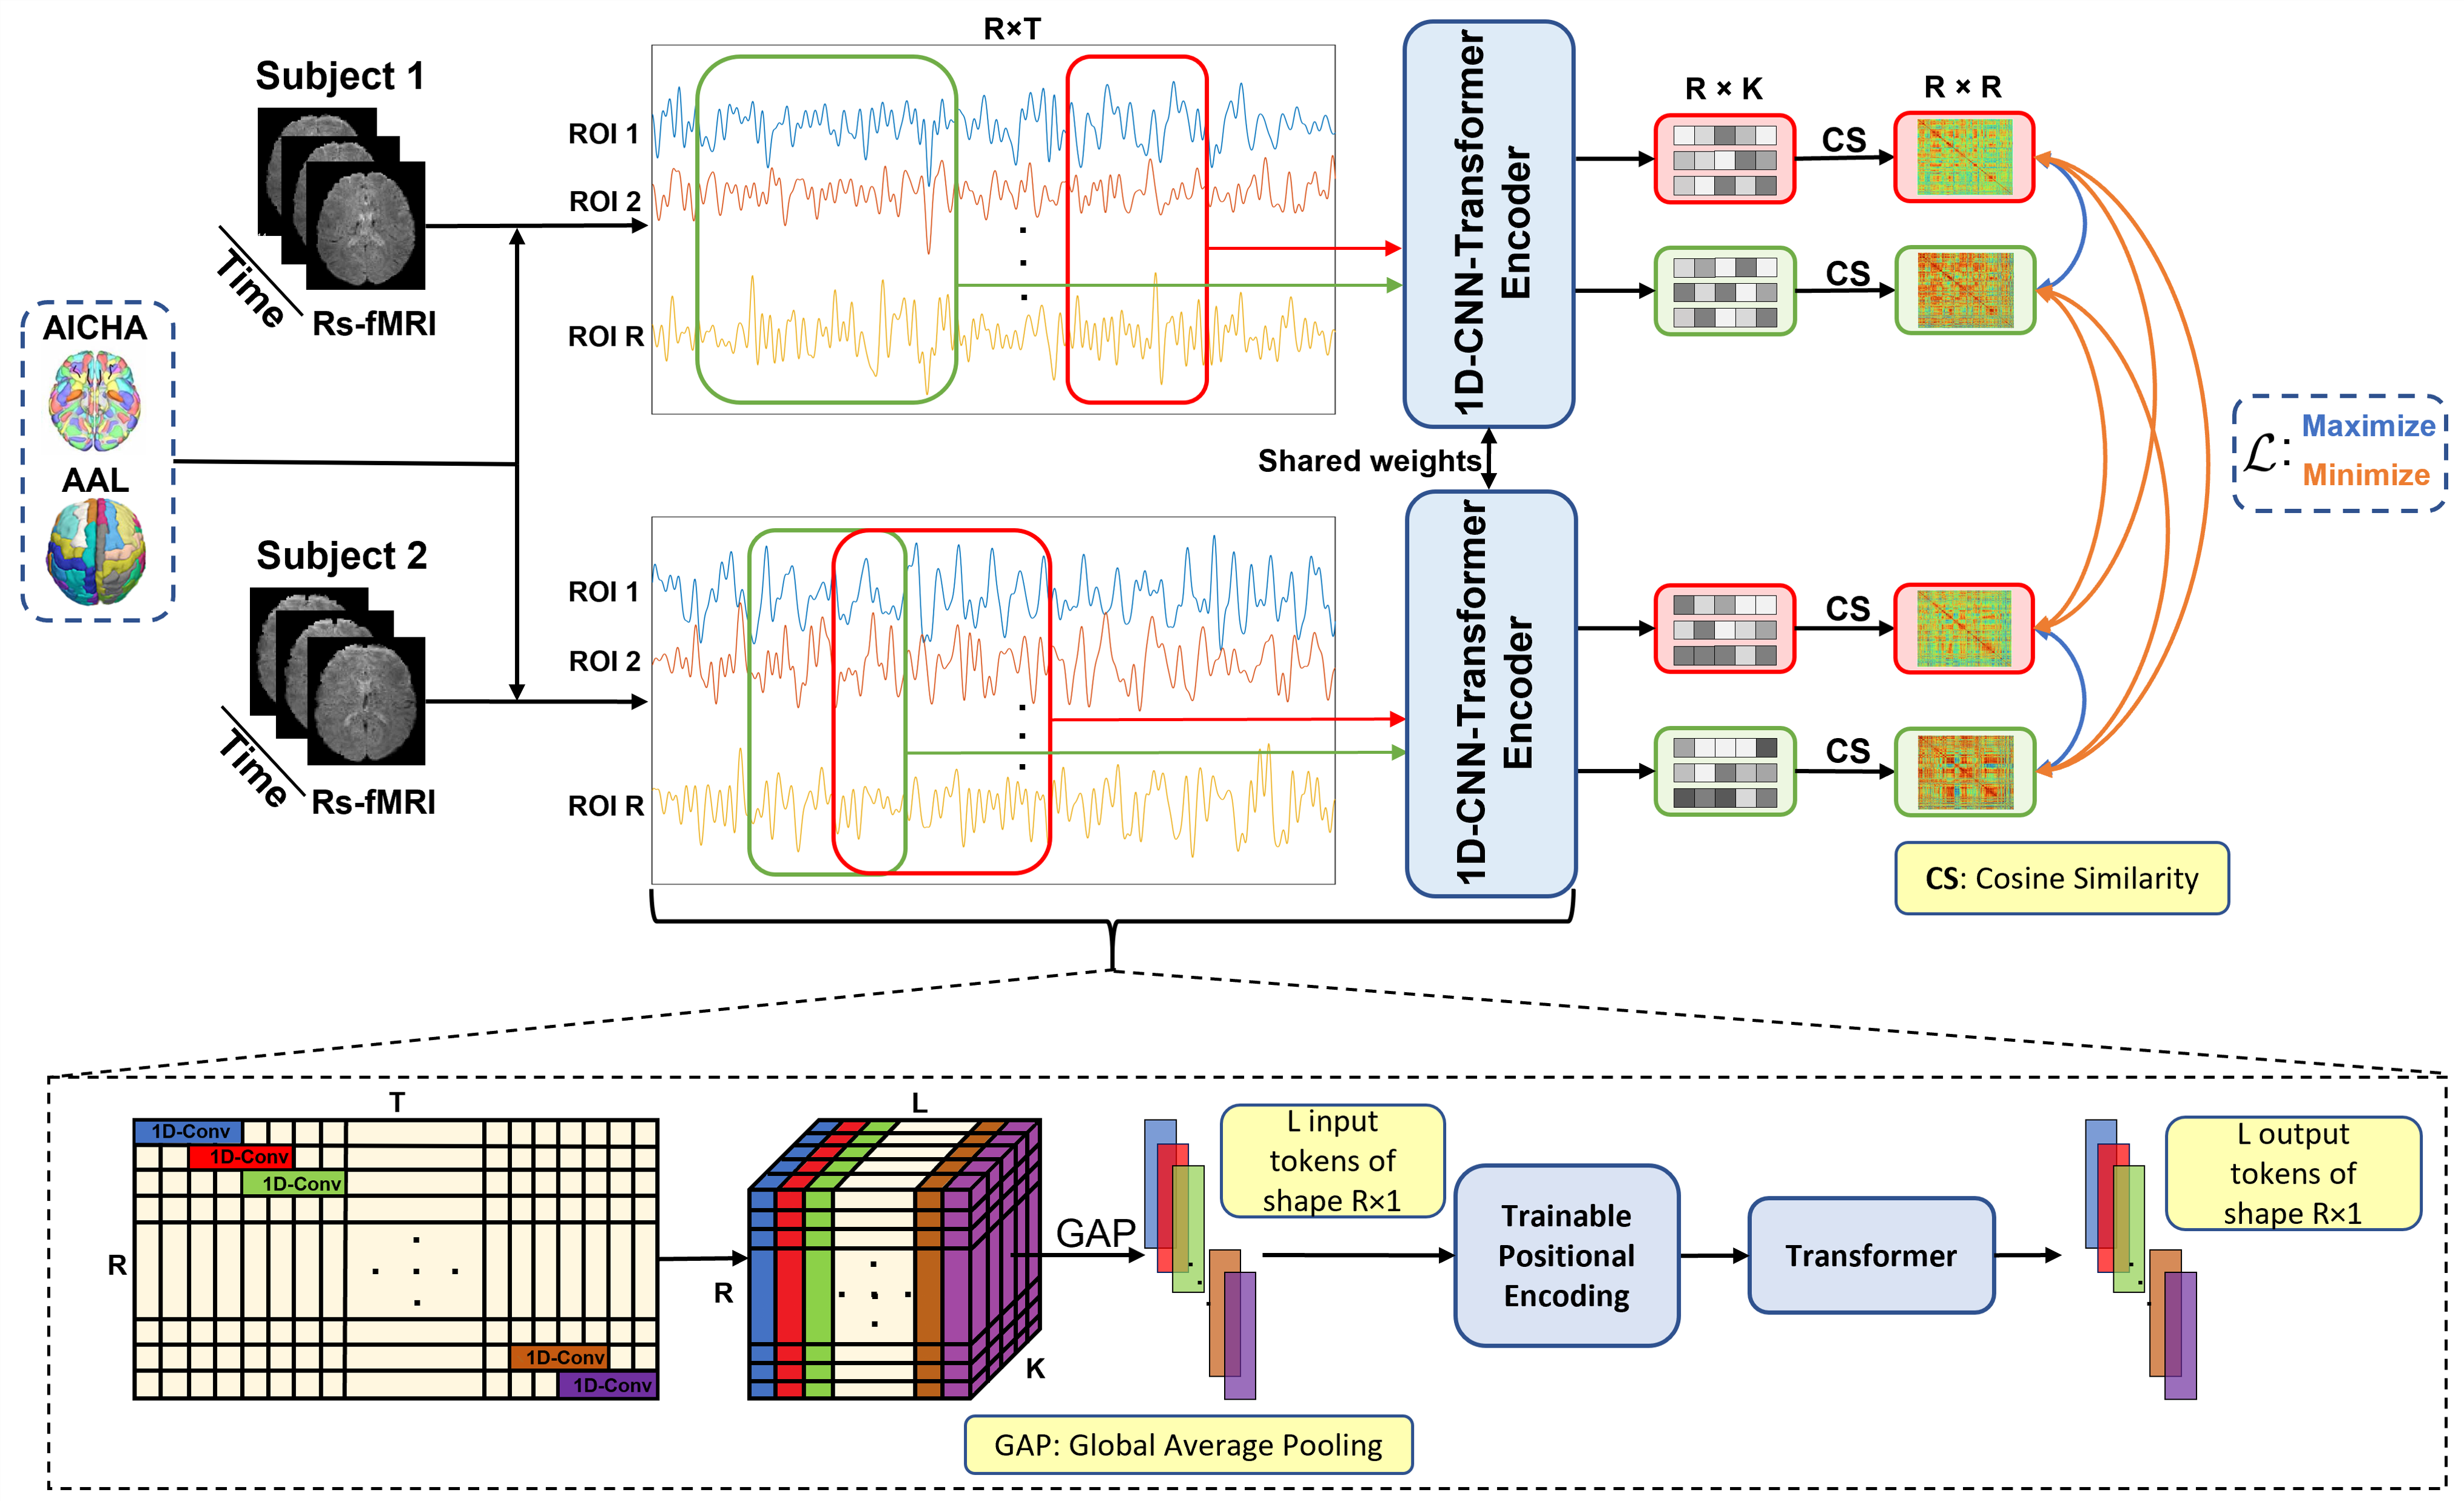 R×T
Subject 1
ROI 1
ROI 2
ROI R
Time
Rs-fMRI
1D-CNN-Transformer
Encoder
R × K
R × R
CS
CS
AICHA
AAL
Shared weights
ℒ:
Maximize
Minimize
Subject 2
ROI 1
ROI 2
ROI R
Time
Rs-fMRI
1D-CNN-Transformer
Encoder
CS
CS
CS: Cosine Similarity
T
1D-Conv
1D-Conv
1D-Conv
R
1D-Conv
1D-Conv
L
R
K
GAP
L input
tokens of
shape R×1
Trainable
Positional
Encoding
Transformer
L output
tokens of
shape R×1
GAP: Global Average Pooling